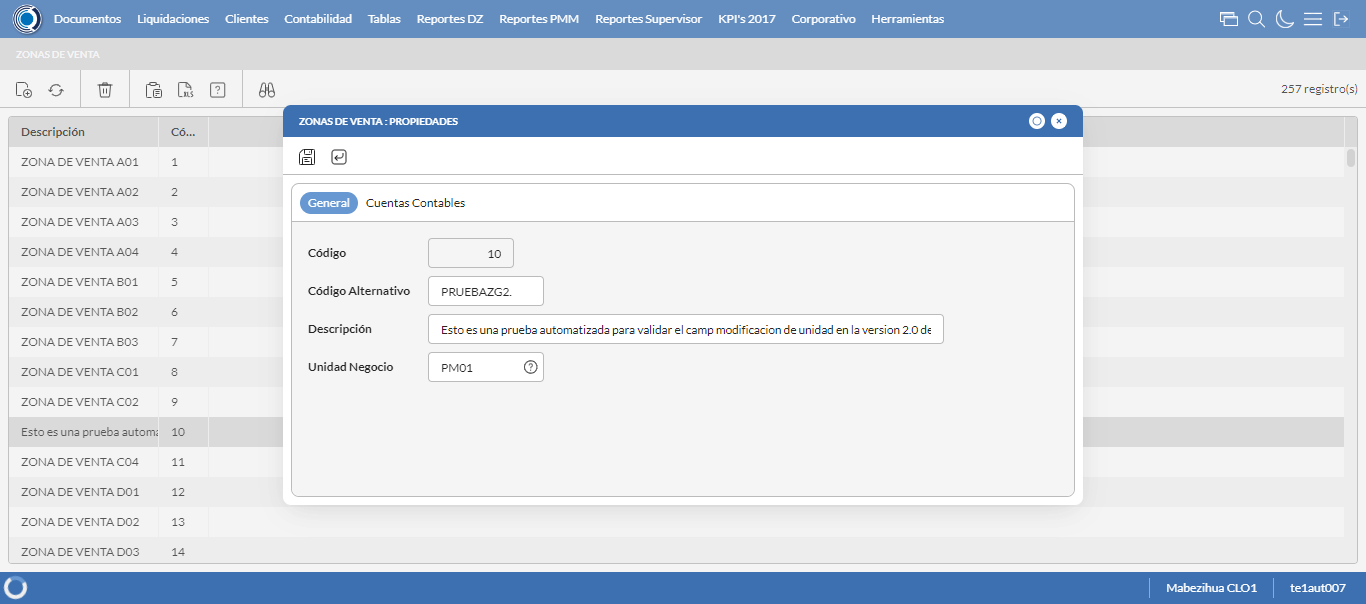 Documentos Liquidaciones Clientes Contabilidad Tablas Reportes DZ Reportes PMM Reportes Supervisor KPI's 2017 Corporativo Herramientas
ZONAS DE VENTA
XLS ? 257 registro(s)
Descripción Có...
ZONA DE VENTA A01 1
ZONA DE VENTA A02 2
ZONA DE VENTA A03 3
ZONA DE VENTA A04 4
ZONA DE VENTA B01 5
ZONA DE VENTA B02 6
ZONA DE VENTA B03 7
ZONA DE VENTA C01 8
ZONA DE VENTA C02 9
Esto es una prueba automa 10
ZONA DE VENTA C04 11
ZONA DE VENTA D01 12
ZONA DE VENTA D02 13
ZONA DE VENTA D03 14
ZONAS DE VENTA : PROPIEDADES
General Cuentas Contables
Código 10
Código Alternativo PRUEBAZG2.
Descripción Esto es una prueba automatizada para validar el camp modificacion de unidad en la version 2.0 de
Unidad Negocio PM01 ?
Mabezihua CLO1 te1aut007